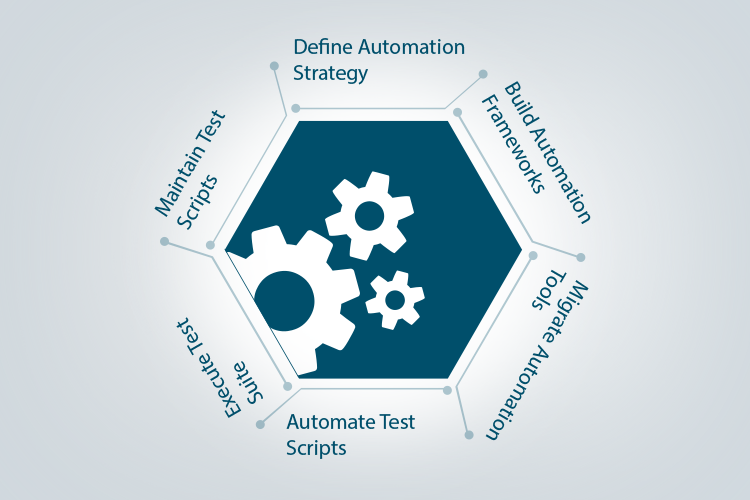 Define Automation
Strategy
Build Automation
Frameworks
Migrate Automation
Tools
Automate Test
Scripts
Execute Test
Suite
Maintain Test
Scripts